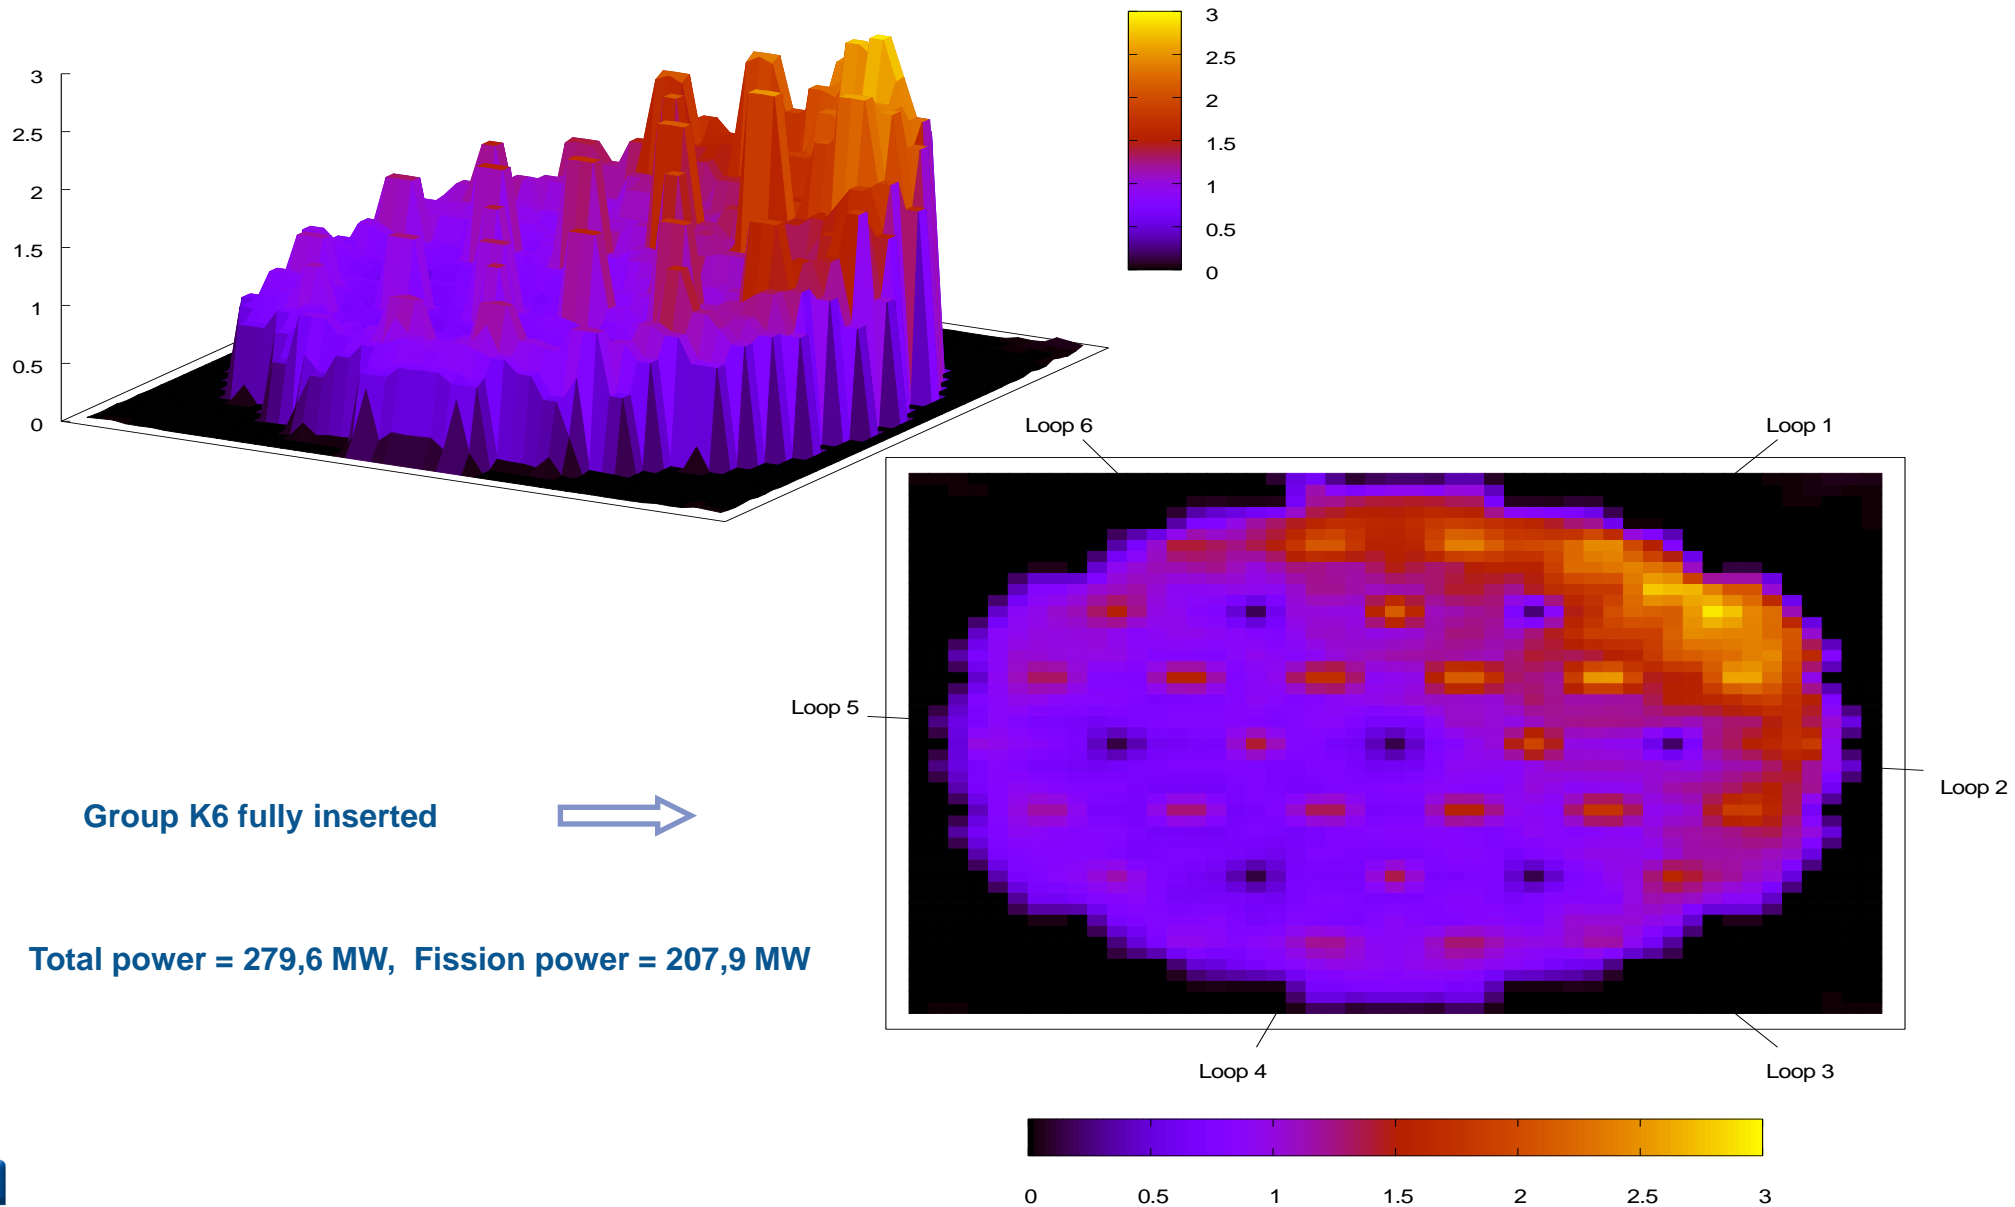 3
2.5
2
1.5
1
0.5
0
3
2.5
2
1.5
1
0.5
0
Loop 6
Loop 1
Loop 5
Loop 2
Group K6 fully inserted
Total power = 279,6 MW, Fission power = 207,9 MW
Loop 4
Loop 3
0 0.5 1 1.5 2 2.5 3